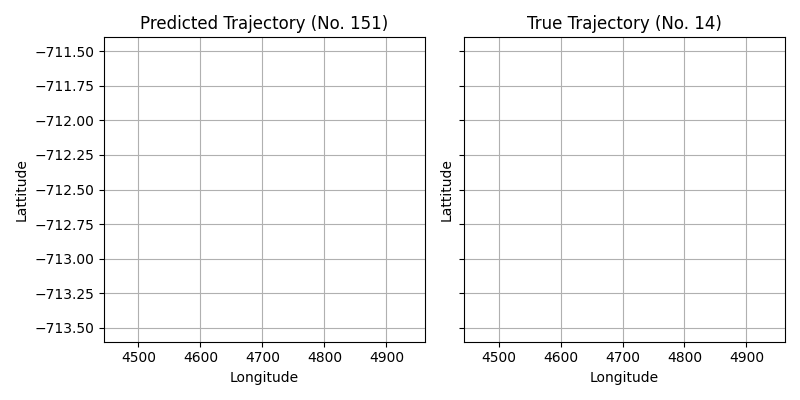 Predicted Trajectory (No. 151)
True Trajectory (No. 14)
−711.50
−711.75
−712.00
−712.25
−712.50
−712.75
−713.00
−713.25
−713.50
Lattitude
Lattitude
4500 4600 4700 4800 4900
4500 4600 4700 4800 4900
Longitude
Longitude